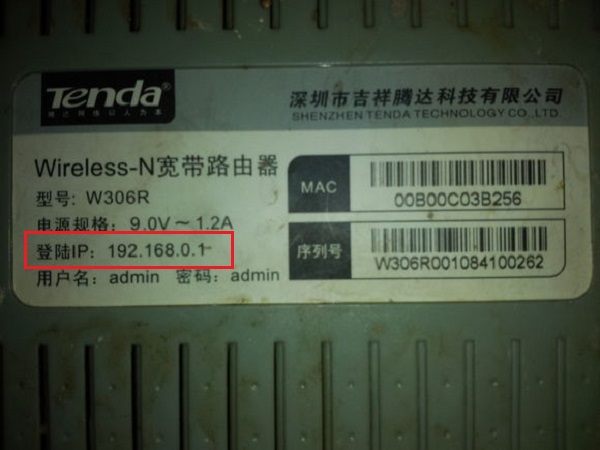 Tenda®
深圳市吉祥腾达科技有限公司
SHENZHEN TENDA TECHNOLOGY CO.,LTD.
Wireless-N宽带路由器
型号: W306R
电源规格: 9.0V～1.2A
登陆IP: 192.168.0.1
用户名: admin 密码: admin
MAC
00B00C03B256
序列号
W306R001084100262